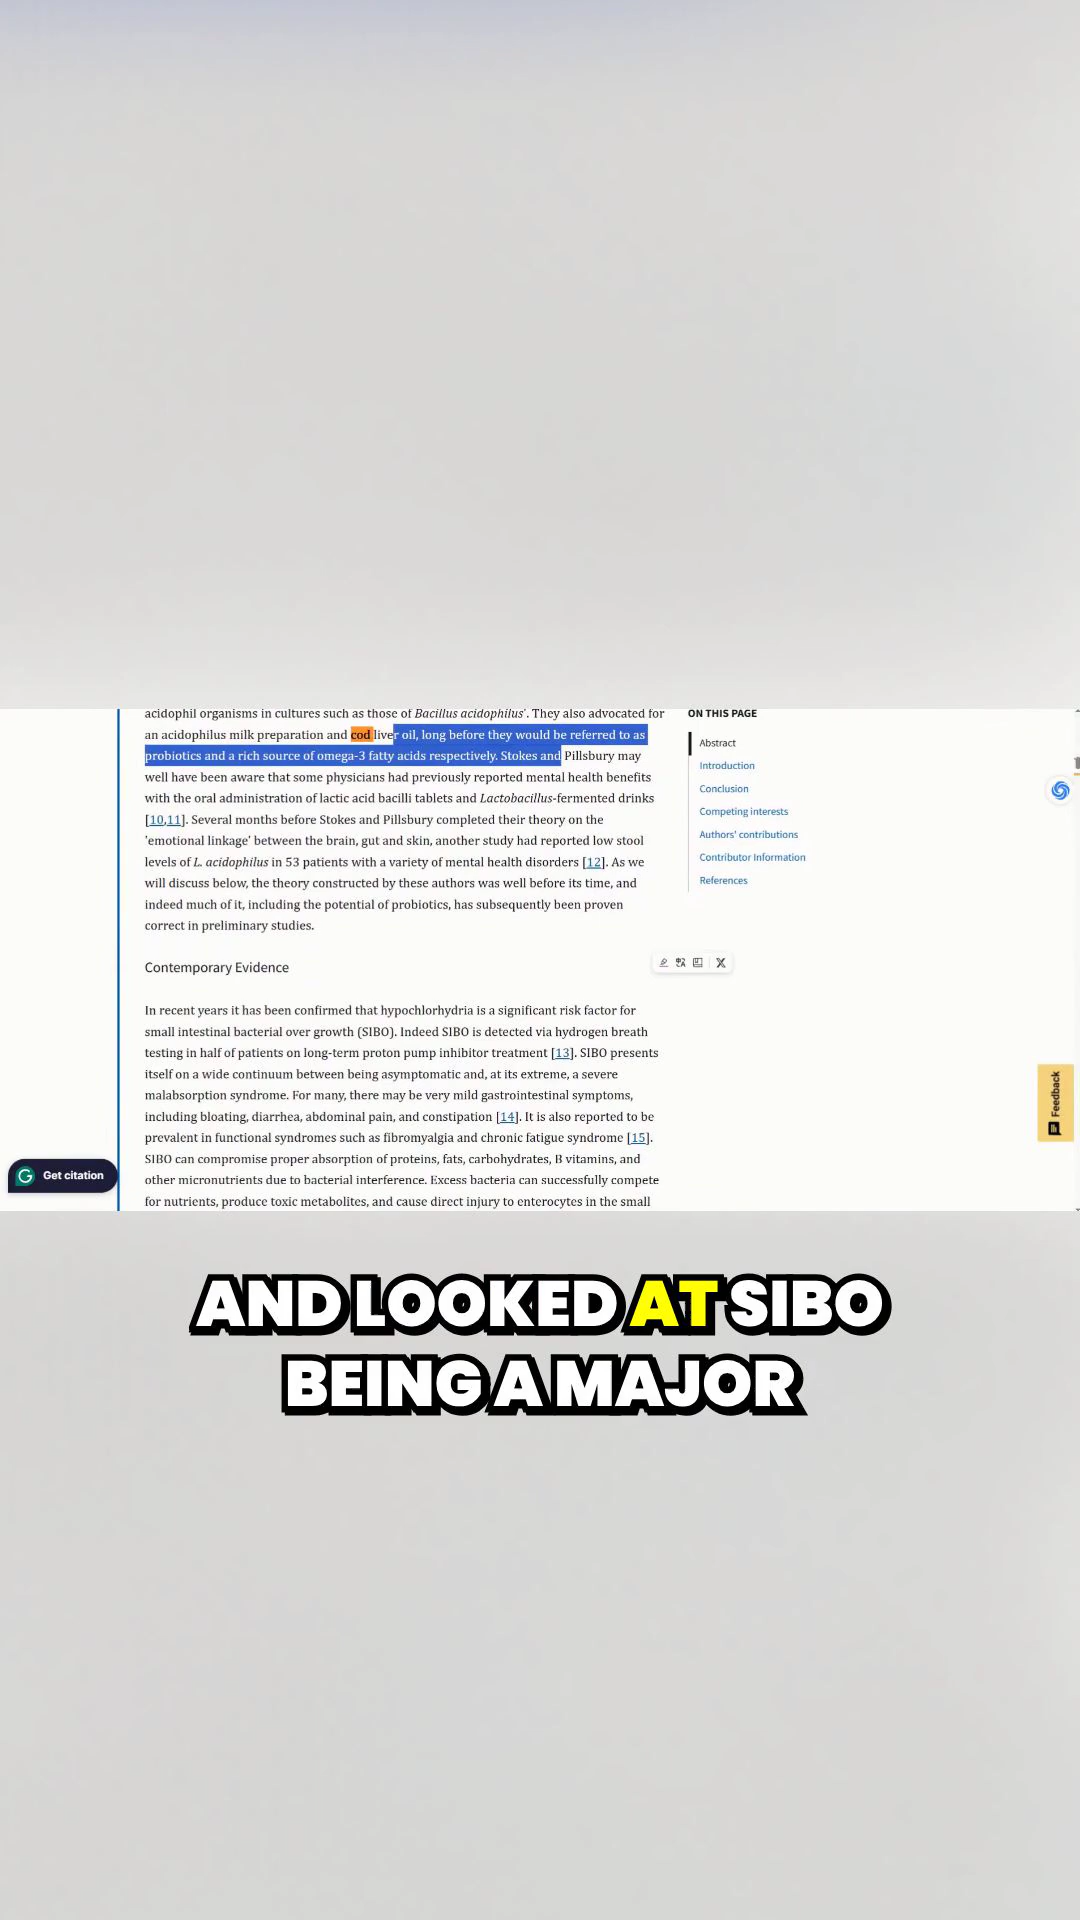 acidophil organisms in cultures such as those of Bacillus acidophilus'. They also advocated for
an acidophilus milk preparation and cod liver oil, long before they would be referred to as
probiotics and a rich source of omega-3 fatty acids respectively. Stokes and Pillsbury may
well have been aware that some physicians had previously reported mental health benefits
with the oral administration of lactic acid bacilli tablets and Lactobacillus-fermented drinks
[10,11]. Several months before Stokes and Pillsbury completed their theory on the
'emotional linkage' between the brain, gut and skin, another study had reported low stool
levels of L. acidophilus in 53 patients with a variety of mental health disorders [12]. As we
will discuss below, the theory constructed by these authors was well before its time, and
indeed much of it, including the potential of probiotics, has subsequently been proven
correct in preliminary studies.
Contemporary Evidence
In recent years it has been confirmed that hypochlorhydria is a significant risk factor for
small intestinal bacterial over growth (SIBO). Indeed SIBO is detected via hydrogen breath
testing in half of patients on long-term proton pump inhibitor treatment [13]. SIBO presents
itself on a wide continuum between being asymptomatic and, at its extreme, a severe
malabsorption syndrome. For many, there may be very mild gastrointestinal symptoms,
including bloating, diarrhea, abdominal pain, and constipation [14]. It is also reported to be
prevalent in functional syndromes such as fibromyalgia and chronic fatigue syndrome [15].
SIBO can compromise proper absorption of proteins, fats, carbohydrates, B vitamins, and
other micronutrients due to bacterial interference. Excess bacteria can successfully compete
for nutrients, produce toxic metabolites, and cause direct injury to enterocytes in the small
ON THIS PAGE
Abstract
Introduction
Conclusion
Competing interests
Authors' contributions
Contributor Information
References
Feedback
Get citation
AND LOOKED AT SIBO
BEING A MAJOR